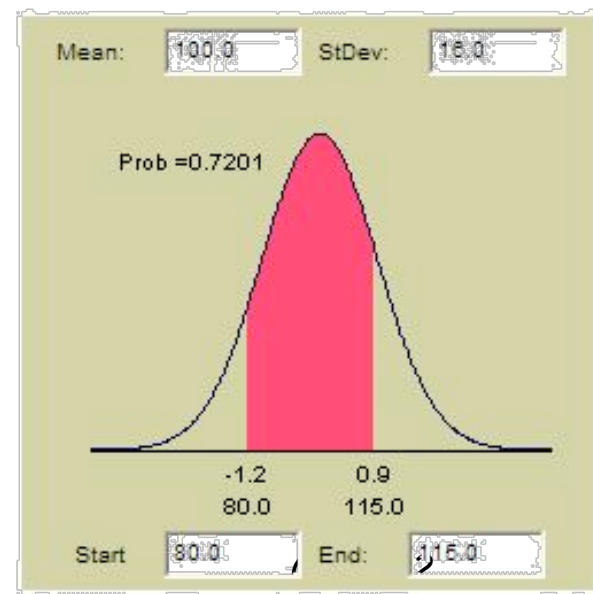 Mean: 100.0 StDev: 16.0
Prob =0.7201
-1.2 0.9
80.0 115.0
Start 80.0 End: 115.0